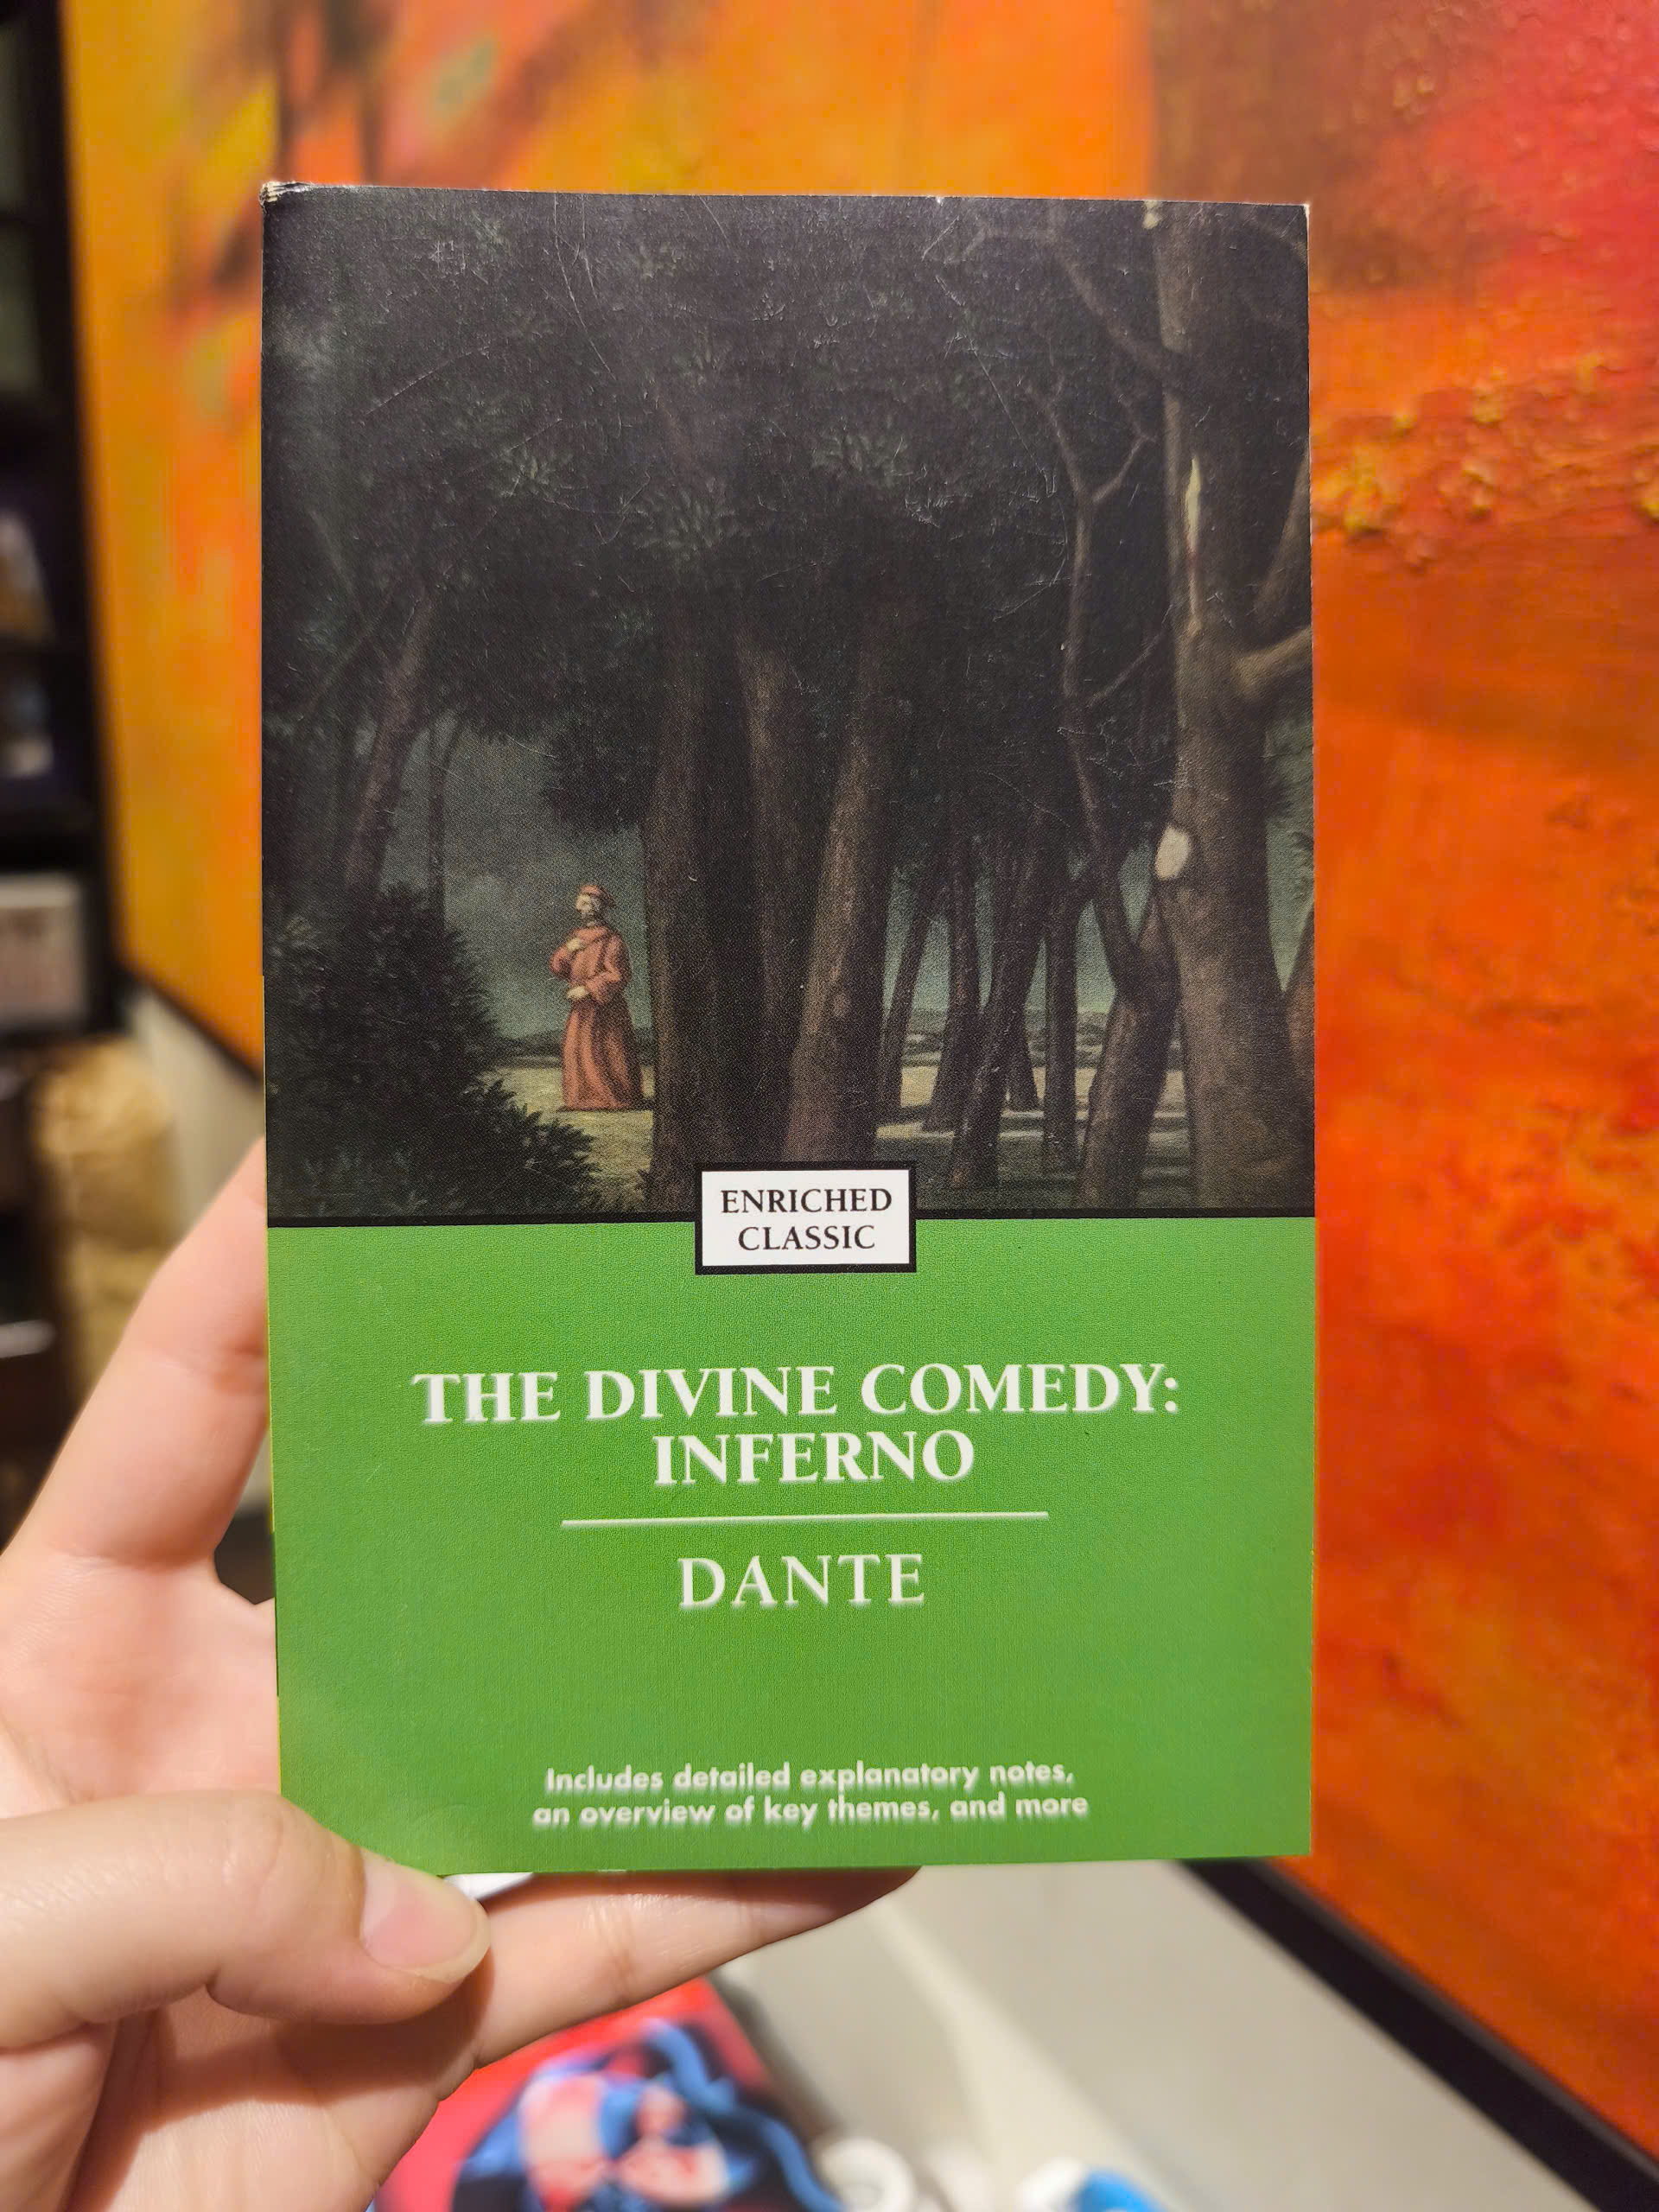 ENRICHED
CLASSIC
THE DIVINE COMEDY:
INFERNO
DANTE
Includes detailed explanatory notes,
an overview of key themes, and more